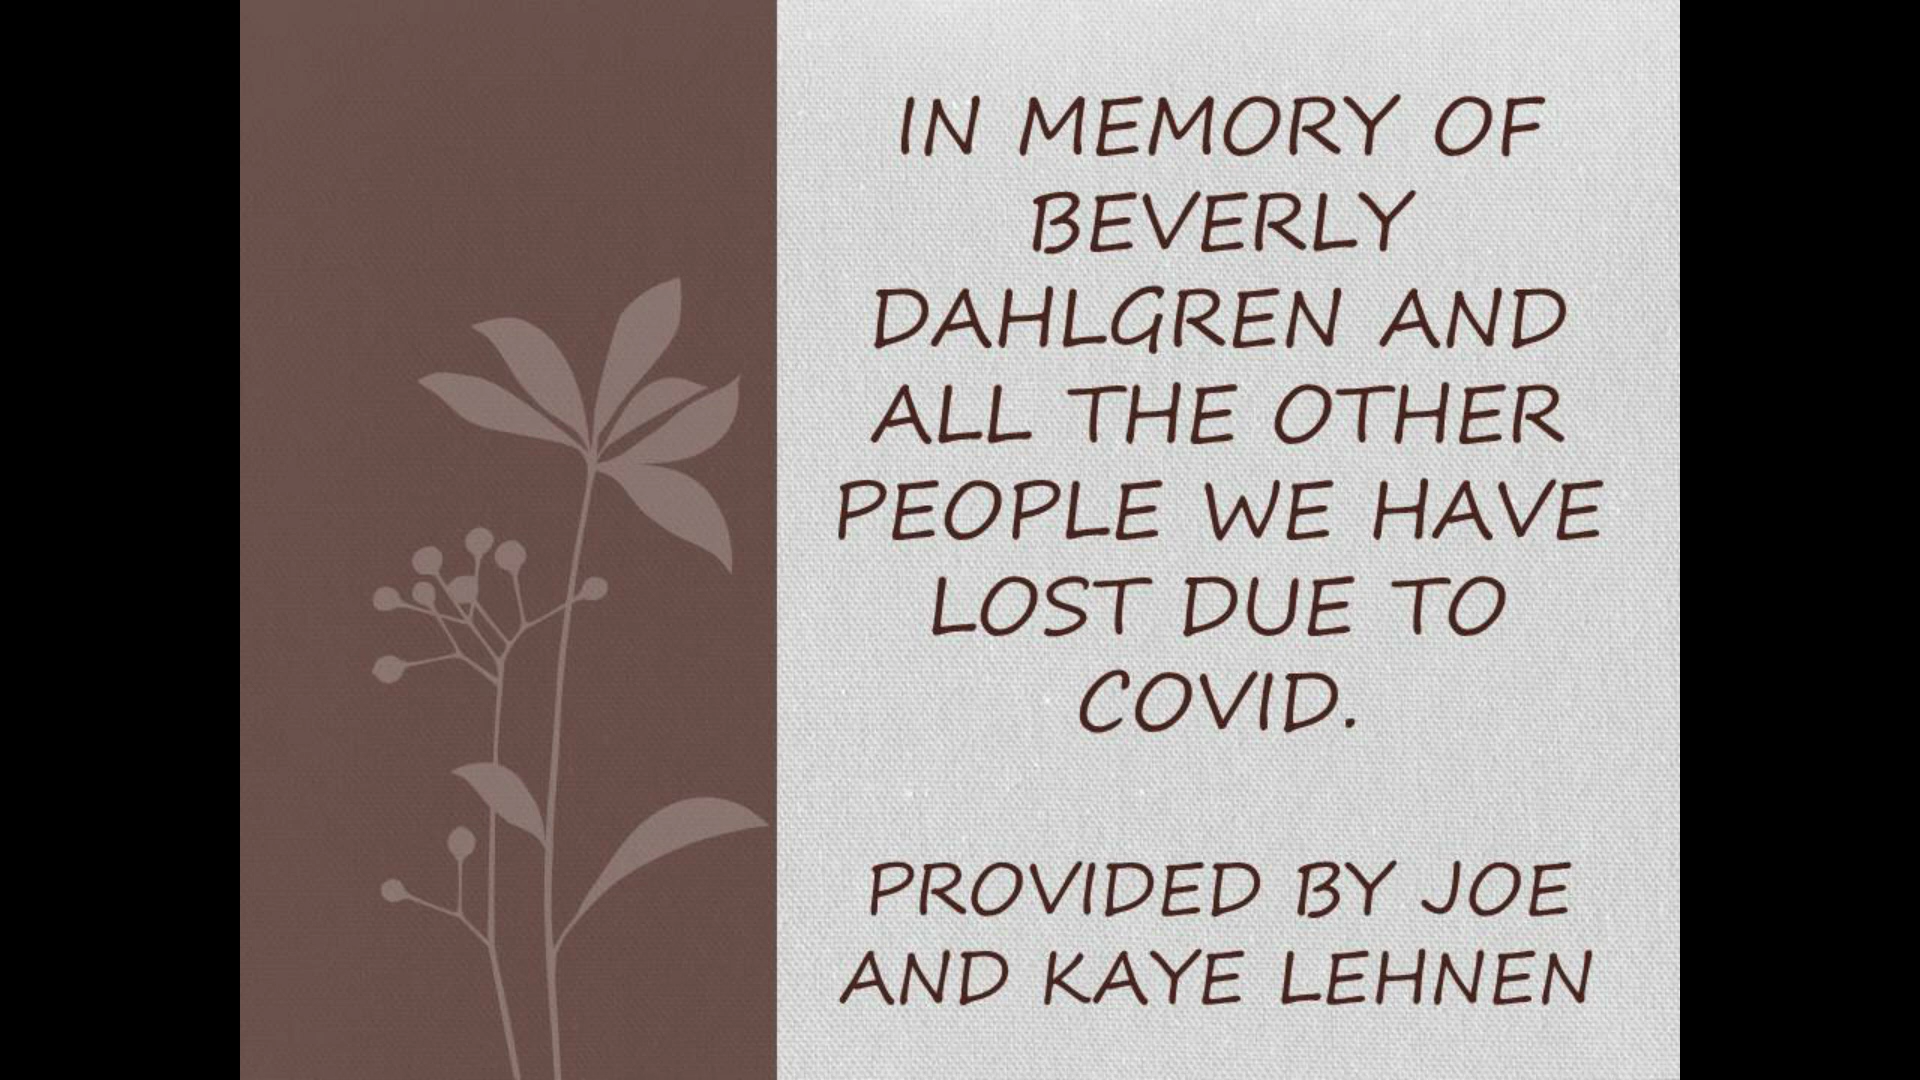 IN MEMORY OF
BEVERLY
DAHLGREN AND
ALL THE OTHER
PEOPLE WE HAVE
LOST DUE TO
COVID.
PROVIDED BY JOE
AND KAYE LEHNEN